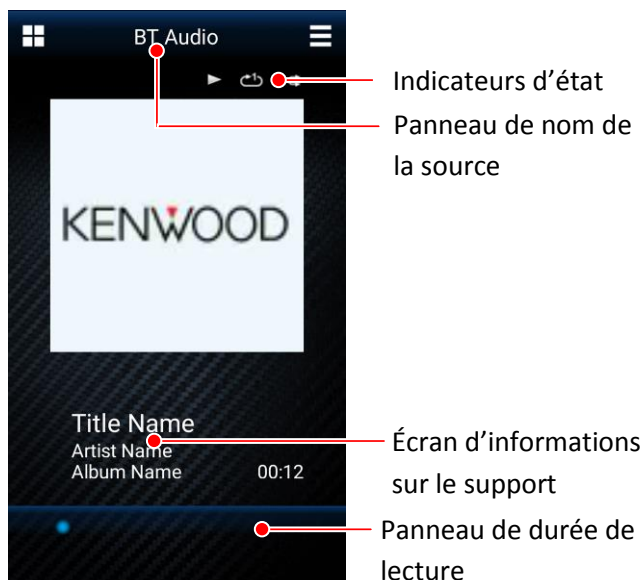 BT Audio
1
Indicateurs d’état
Panneau de nom de
la source
KENWOOD
Title Name
Artist Name
Album Name 00:12
Écran d’informations
sur le support
Panneau de durée de
lecture